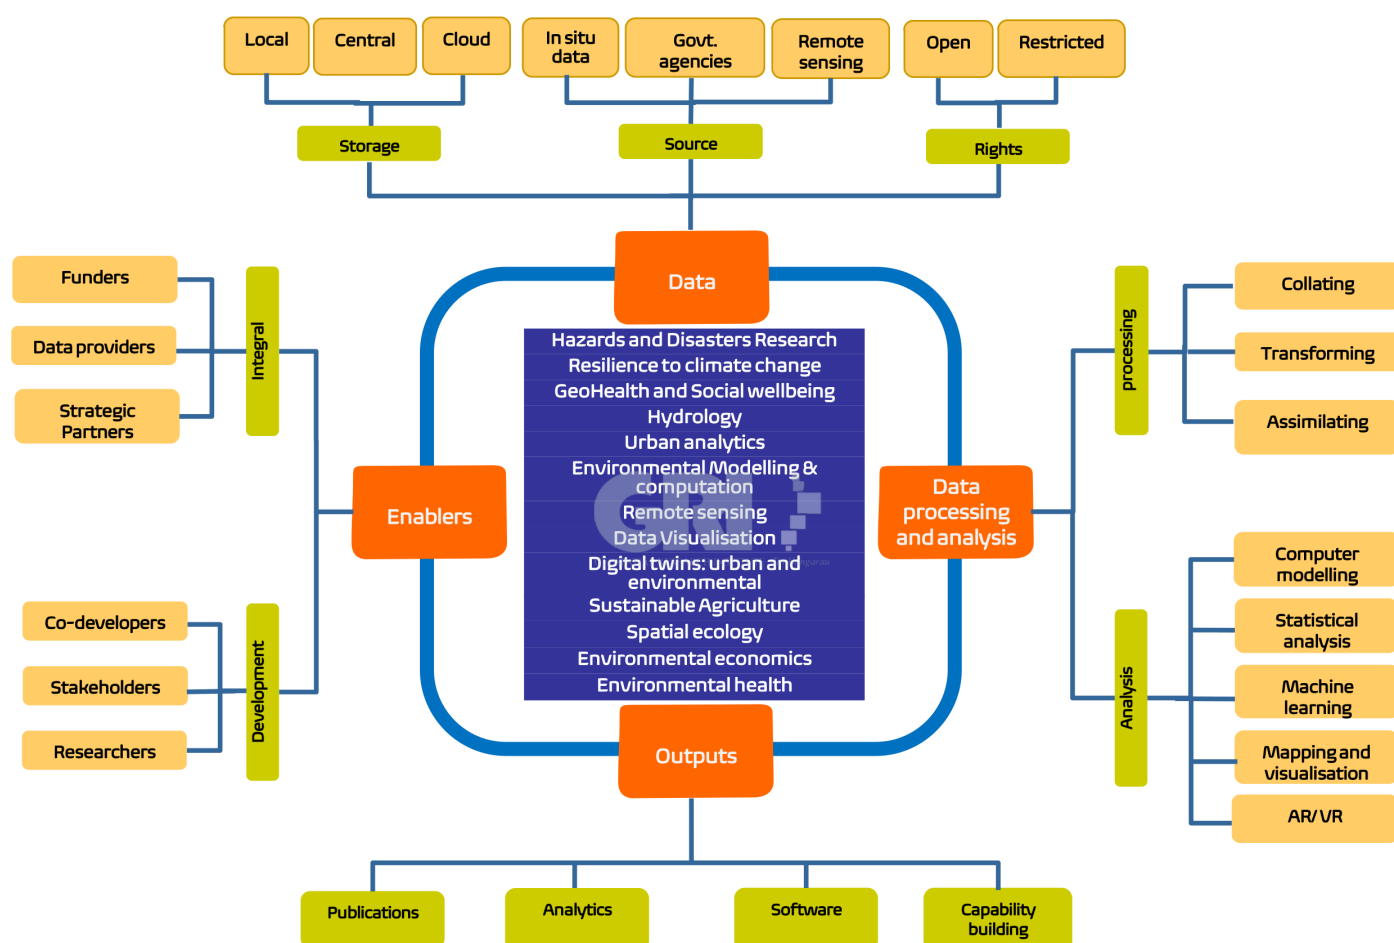 Local
Central
Cloud
In situ
data
Govt.
agencies
Remote
sensing
Open
Restricted
Storage
Source
Rights
Data
Funders
Data providers
Strategic
Partners
Integral
Enablers
Co-developers
Stakeholders
Researchers
Development
Hazards and Disasters Research
Resilience to climate change
GeoHealth and Social wellbeing
Hydrology
Urban analytics
Environmental Modelling &
computation
Remote sensing
Data Visualisation
Digital twins: urban and
environmental
Sustainable Agriculture
Spatial ecology
Environmental economics
Environmental health
GRI
Data
processing
and analysis
processing
Collating
Transforming
Assimilating
Analysis
Computer
modelling
Statistical
analysis
Machine
learning
Mapping and
visualisation
AR/ VR
Outputs
Publications
Analytics
Software
Capability
building